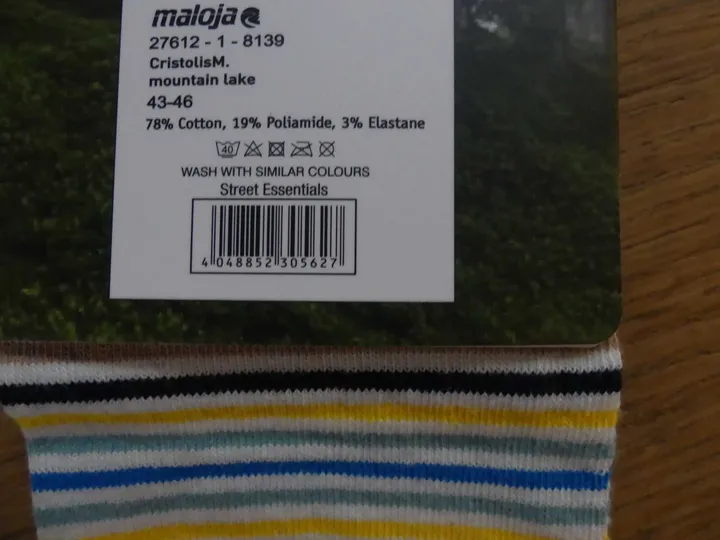 maloja
27612 - 1 - 8139
CristolisM.
mountain lake
43-46
78% Cotton, 19% Poliamide, 3% Elastane
40
WASH WITH SIMILAR COLOURS
Street Essentials
4 048852 305627